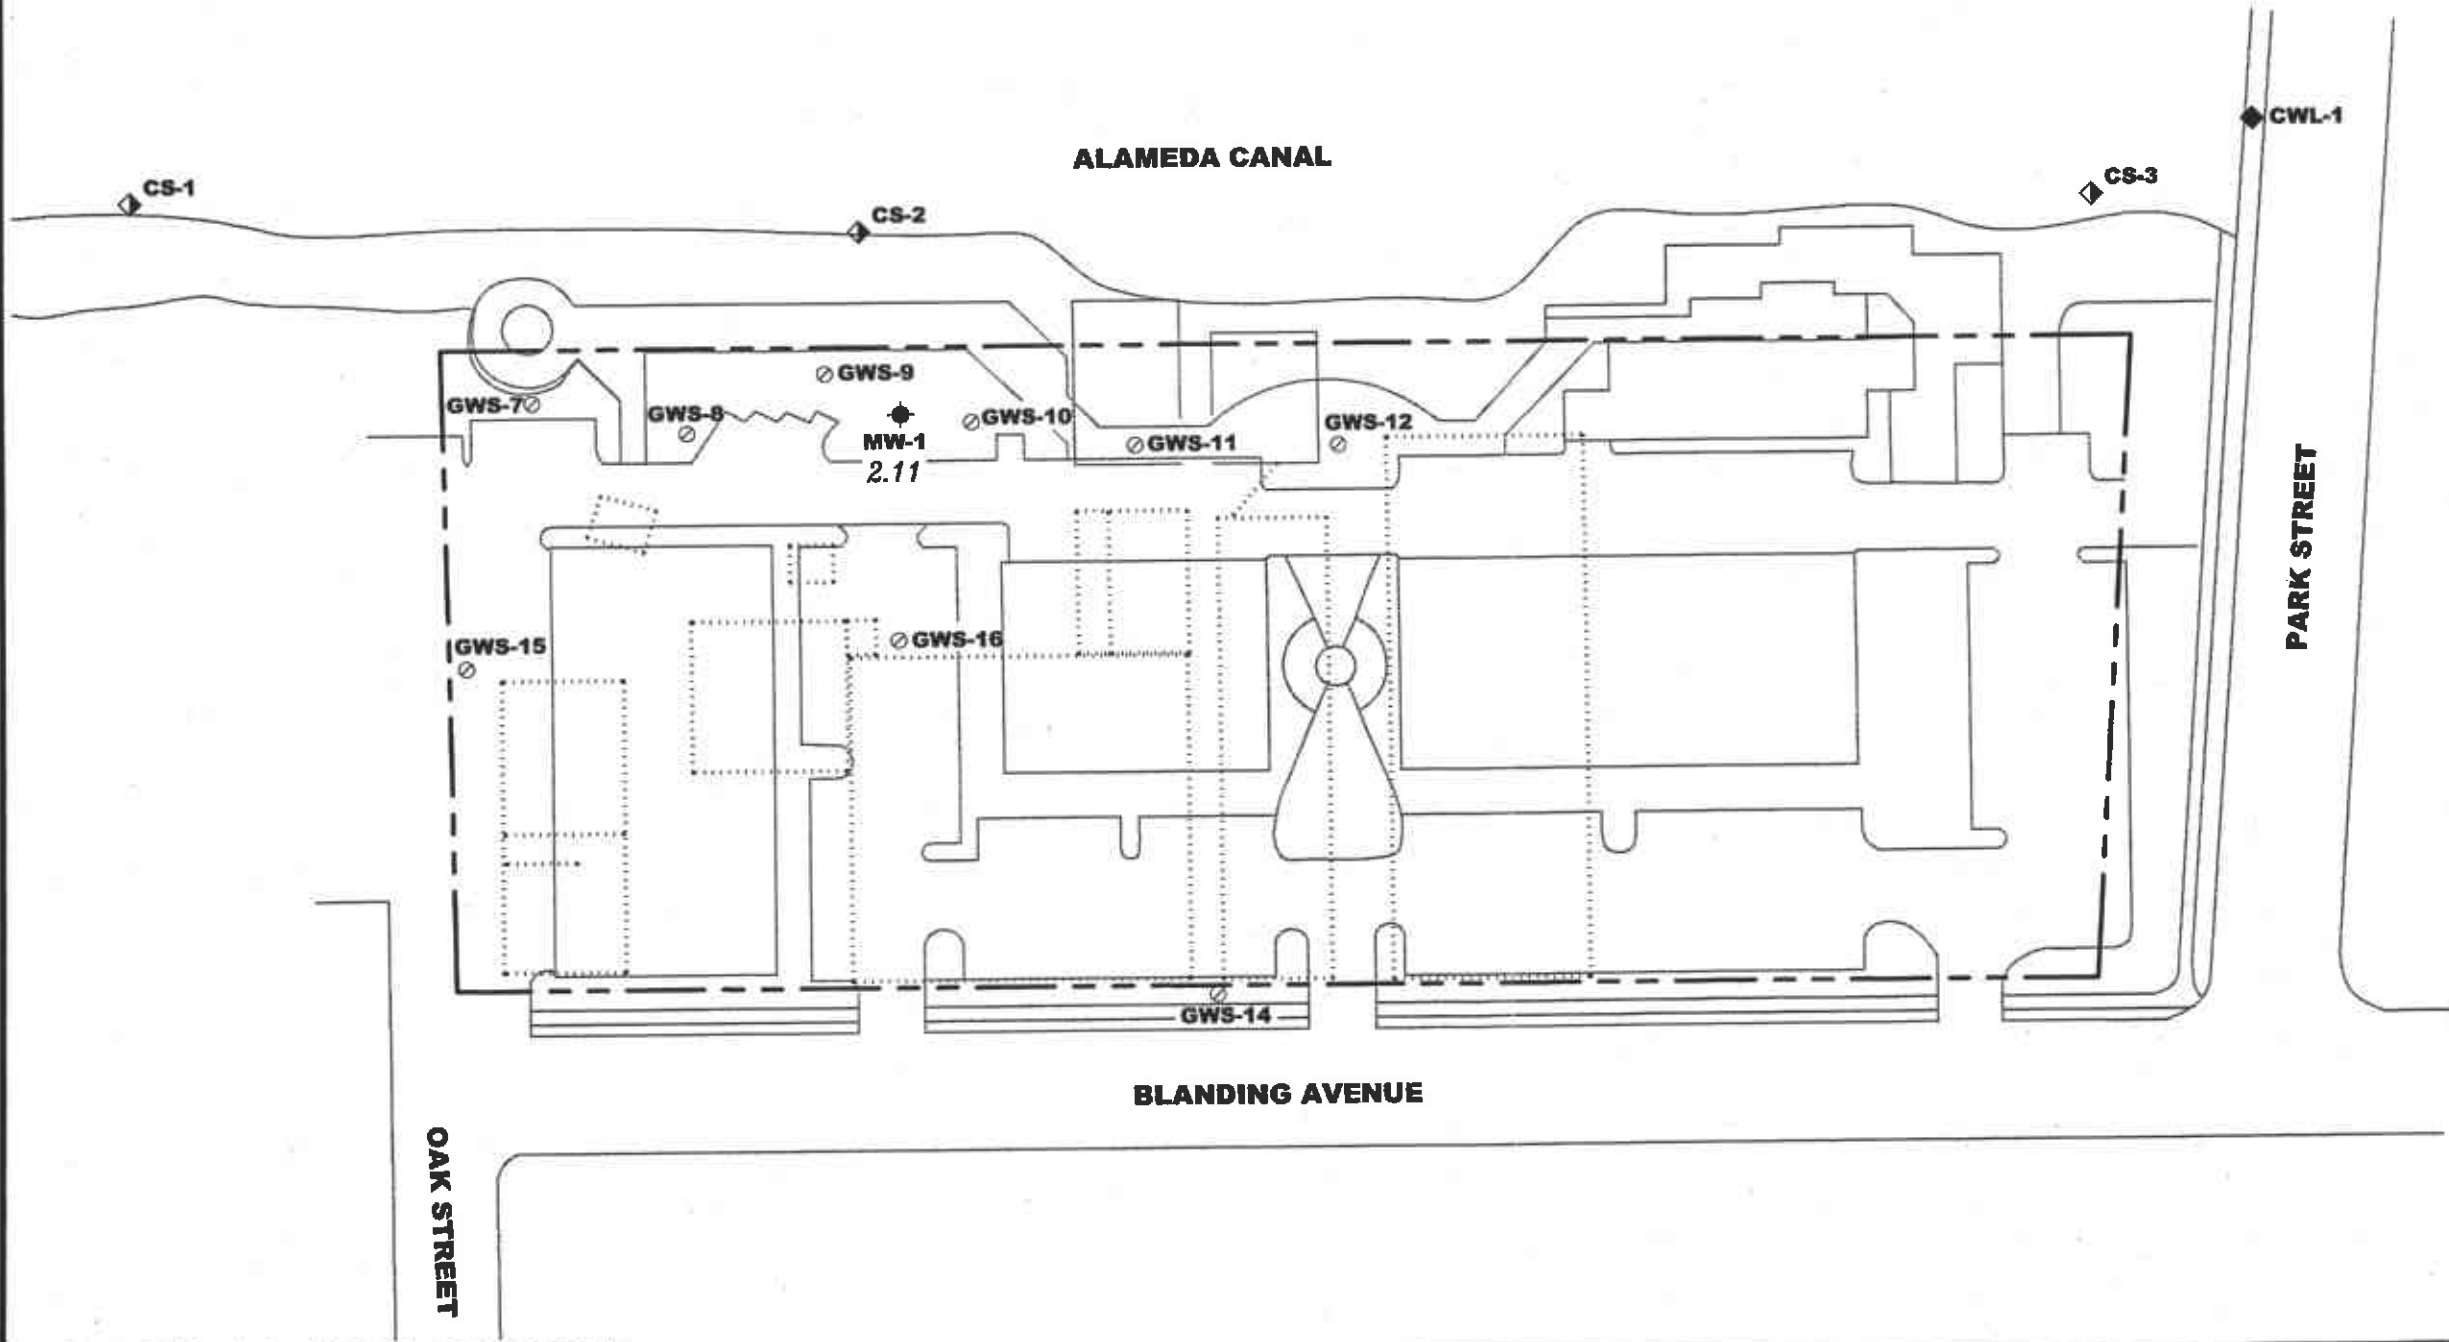 CWL-1
ALAMEDA CANAL
CS-1
CS-3
CS-2
GWS-9
GWS-7
GWS-8
GWS-10
GWS-12
MW-1
2.11
GWS-11
PARK STREET
GWS-15
GWS-16
GWS-14
BLANDING AVENUE
OAK STREET